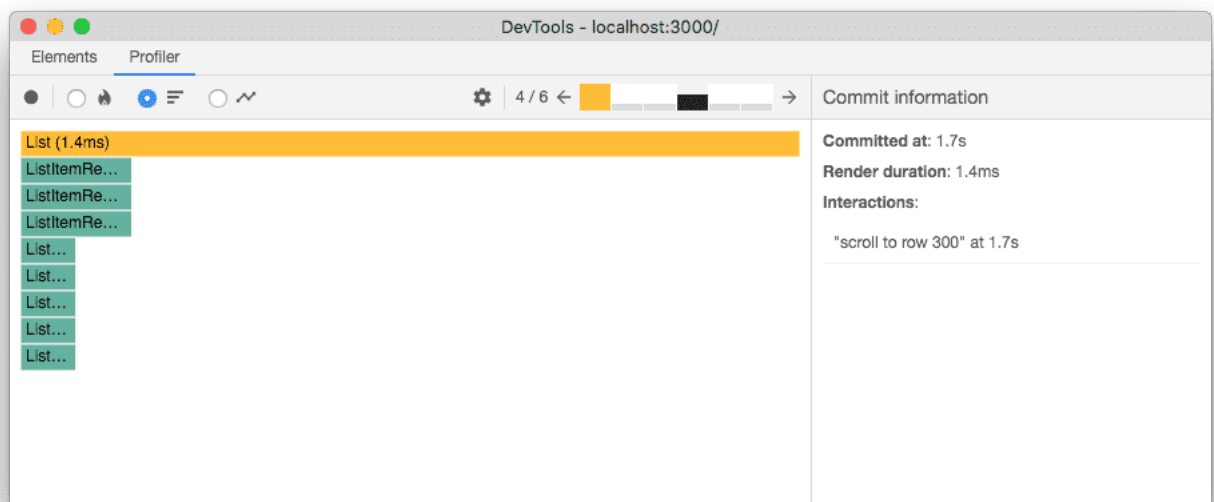 DevTools - localhost:3000/
Elements Profiler
4 / 6
Commit information
List (1.4ms)
ListItemRe...
ListItemRe...
ListItemRe...
List...
List...
List...
List...
List...
Committed at: 1.7s
Render duration: 1.4ms
Interactions:
"scroll to row 300" at 1.7s